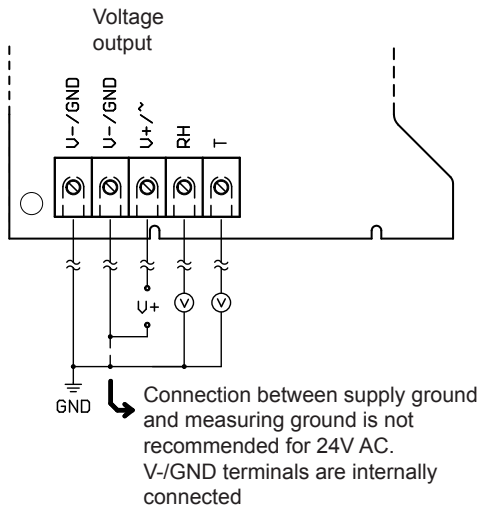 Voltage
output
V-/GND
V-/GND
V+/~
RH
T
V+
V
V
GND
Connection between supply ground
and measuring ground is not
recommended for 24V AC.
V-/GND terminals are internally
connected